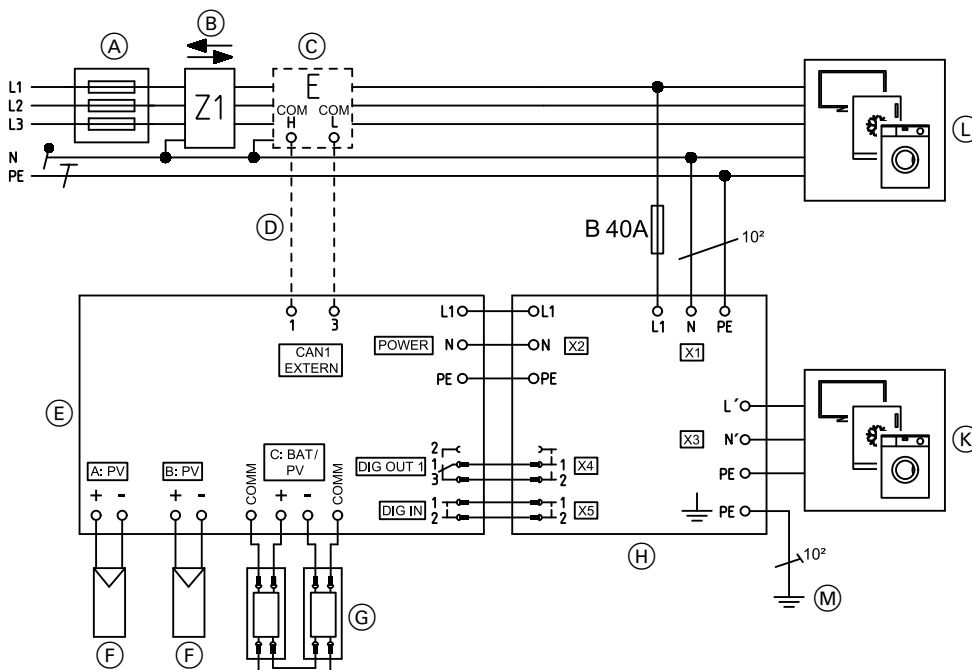 A B C
L1 L2 L3 N PE
Z1
E
COM COM
H L
L
D
B 40A
10²
1 3
CAN1
EXTERN
POWER
L1 N PE
L1 N PE
X2
L1 N PE
X1
E
L´
N´
PE
PE
X3
K
A: PV
+ -
B: PV
+ -
C: BAT/
PV
COMM + - COMM
DIG OUT 1
2
1
3
1
2
X4
DIG IN
1
2
1
2
X5
H
10²
M
F F G